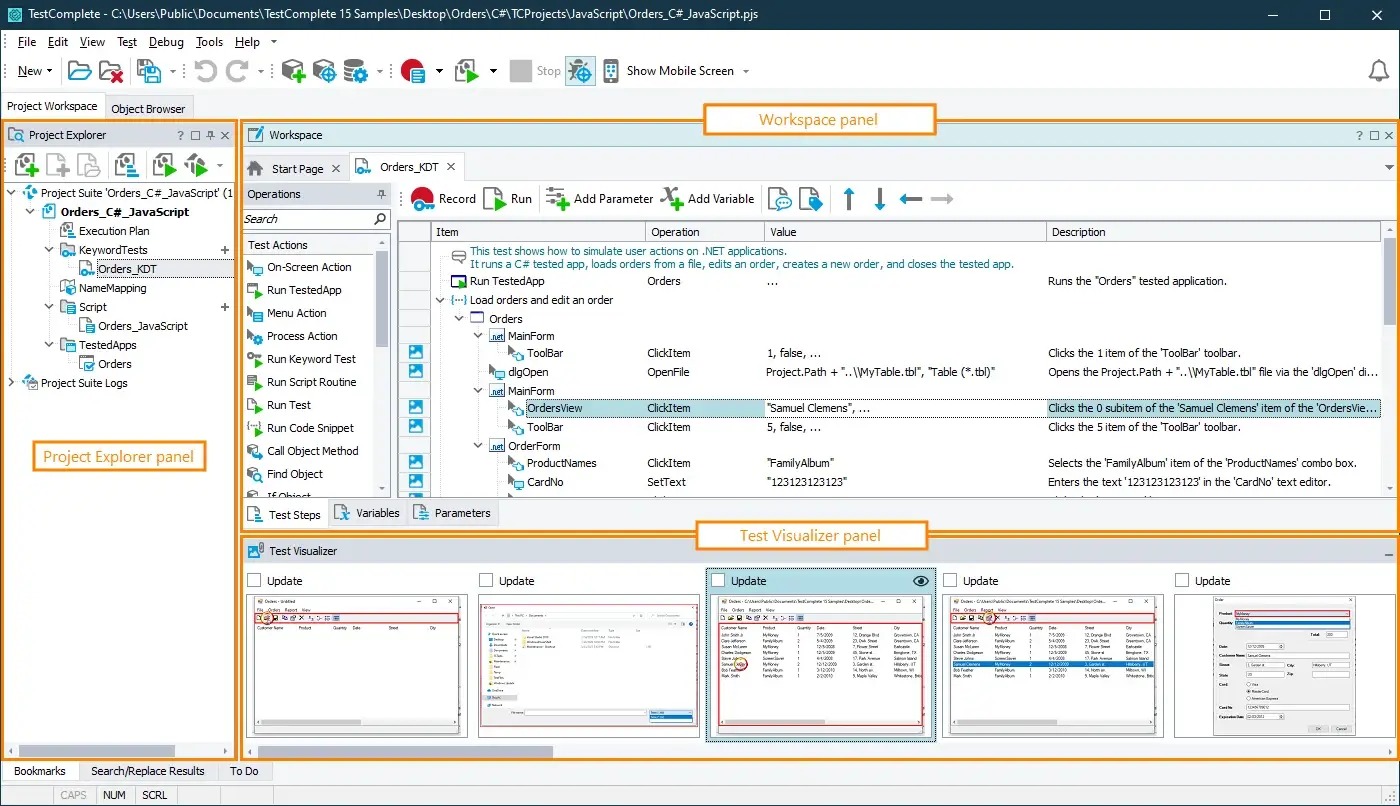 TestComplete - C:\Users\Public\Documents\TestComplete 15 Samples\Desktop\Orders\C#\TCProjects\JavaScript\Orders_C#_JavaScript.pjs
File Edit View Test Debug Tools Help
New Stop Show Mobile Screen
Project Workspace Object Browser
Project Explorer
Project Suite 'Orders_C#_JavaScript' (1
Orders_C#_JavaScript
Execution Plan
KeywordTests
Orders_KDT
NameMapping
Script
Orders_JavaScript
TestedApps
Orders
Project Suite Logs
Project Explorer panel
Workspace panel
Workspace
Start Page Orders_KDT
Operations
Search
Test Actions
On-Screen Action
Run TestedApp
Menu Action
Process Action
Run Keyword Test
Run Script Routine
Run Test
Run Code Snippet
Call Object Method
Find Object
If Object
Record Run Add Parameter Add Variable
Item Operation Value Description
This test shows how to simulate user actions on .NET applications.
It runs a C# tested app, loads orders from a file, edits an order, creates a new order, and closes the tested app.
Run TestedApp Orders ... Runs the "Orders" tested application.
Load orders and edit an order
Orders
.net MainForm
ToolBar ClickItem 1, false, ... Clicks the 1 item of the 'ToolBar' toolbar.
dlgOpen OpenFile Project.Path + "..\\MyTable.tbl", "Table (*.tbl)" Opens the Project.Path + "..\\MyTable.tbl" file via the 'dlgOpen' di...
.net MainForm
OrdersView ClickItem "Samuel Clemens", ... Clicks the 0 subitem of the 'Samuel Clemens' item of the 'OrdersVie...
ToolBar ClickItem 5, false, ... Clicks the 5 item of the 'ToolBar' toolbar.
.net OrderForm
ProductNames ClickItem "FamilyAlbum" Selects the 'FamilyAlbum' item of the 'ProductNames' combo box.
CardNo SetText "123123123123" Enters the text '123123123123' in the 'CardNo' text editor.
Test Steps Variables Parameters
Test Visualizer panel
Test Visualizer
Update Update Update Update Update
Bookmarks Search/Replace Results To Do
CAPS NUM SCRL